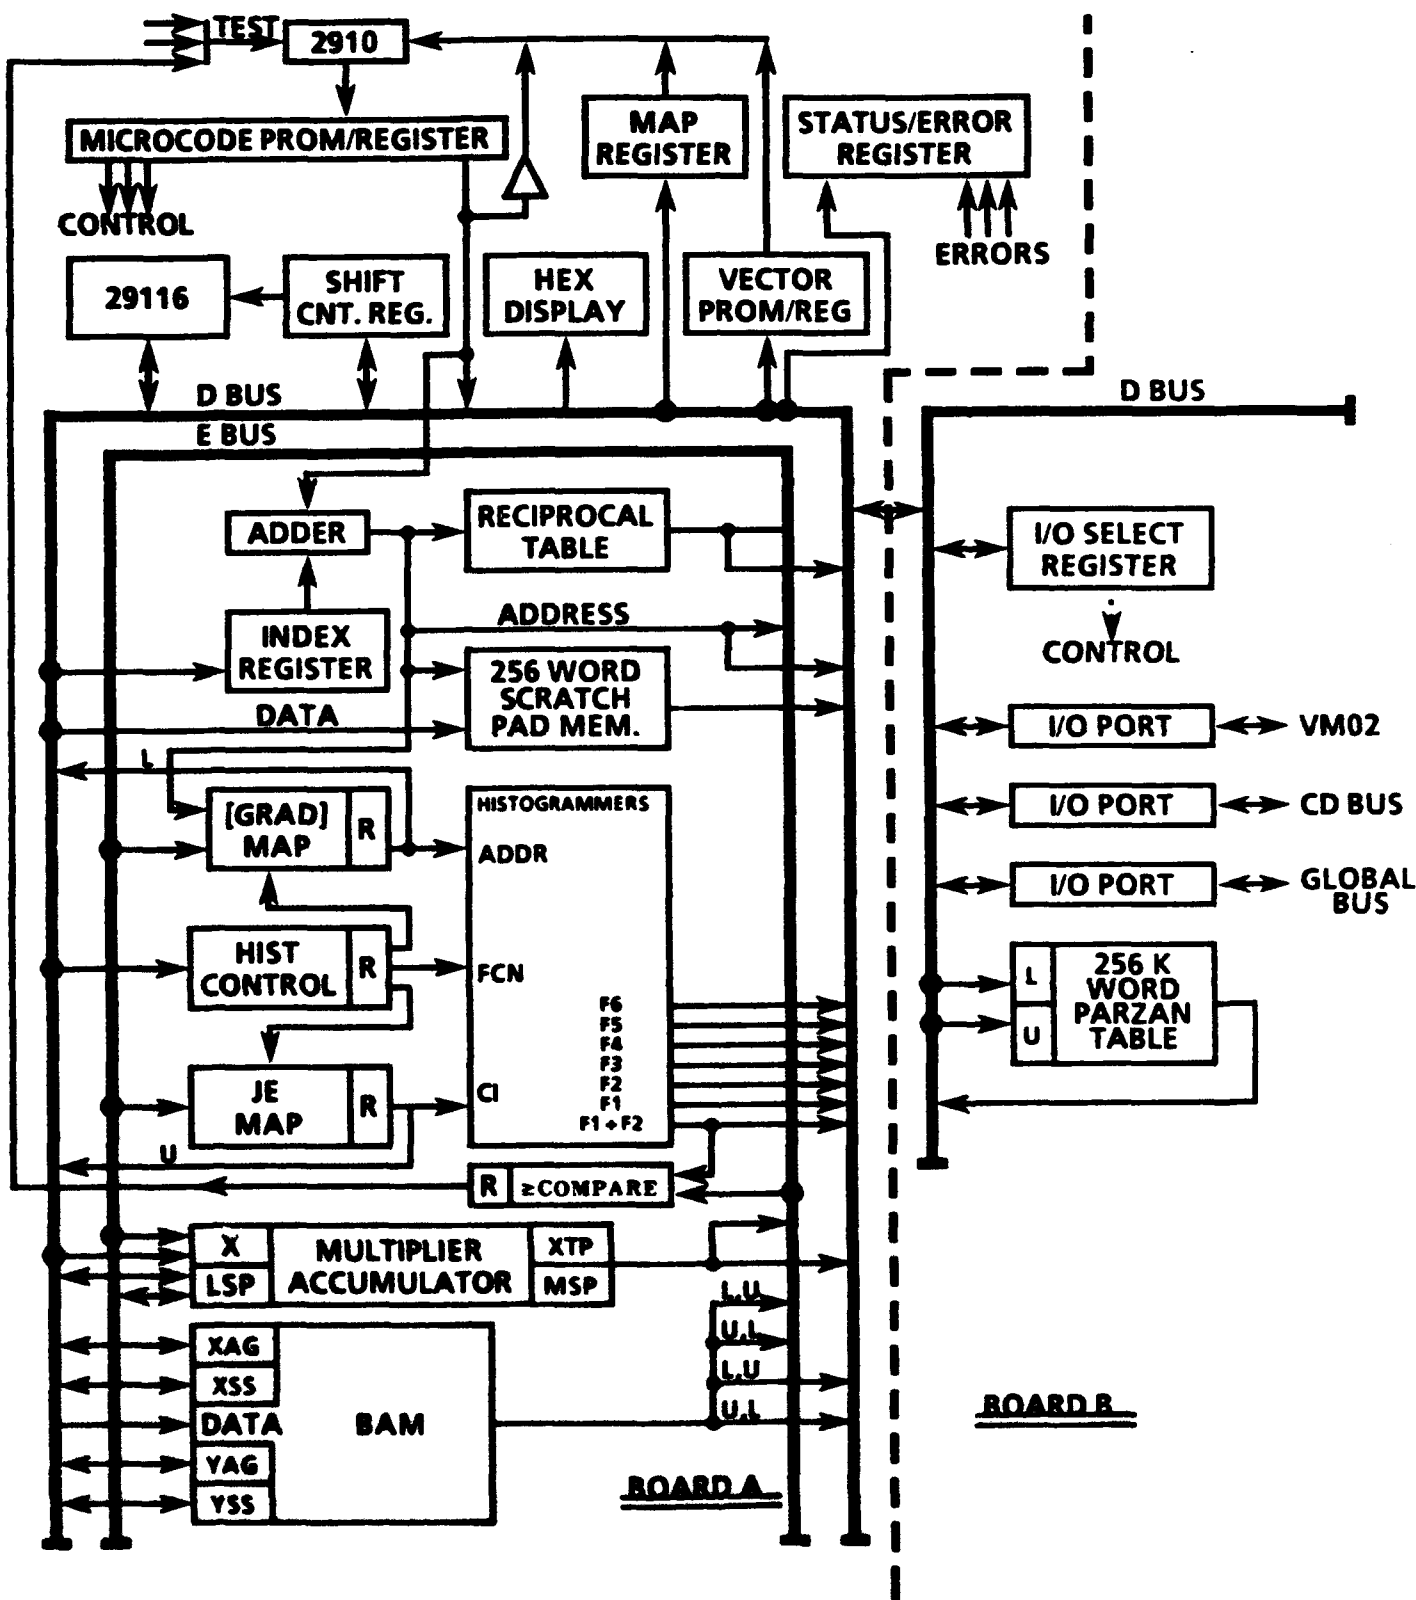 TEST
2910
MICROCODE PROM/REGISTER
CONTROL
MAP
REGISTER
STATUS/ERROR
REGISTER
ERRORS
29116
SHIFT
CNT. REG.
HEX
DISPLAY
VECTOR
PROM/REG
D BUS
E BUS
D BUS
ADDER
RECIPROCAL
TABLE
INDEX
REGISTER
ADDRESS
256 WORD
SCRATCH
PAD MEM.
DATA
L
[GRAD]
MAP
R
HISTOGRAMMERS
ADDR
HIST
CONTROL
R
FCN
F6
F5
F4
F3
F2
F1
F1 + F2
JE
MAP
R
CI
U
R
≥COMPARE
X
LSP
MULTIPLIER
ACCUMULATOR
XTP
MSP
L,U
U,L
L,U
U,L
XAG
XSS
DATA
YAG
YSS
BAM
BOARD A
I/O SELECT
REGISTER
CONTROL
I/O PORT
VM02
I/O PORT
CD BUS
I/O PORT
GLOBAL
BUS
L
U
256 K
WORD
PARZAN
TABLE
BOARD B